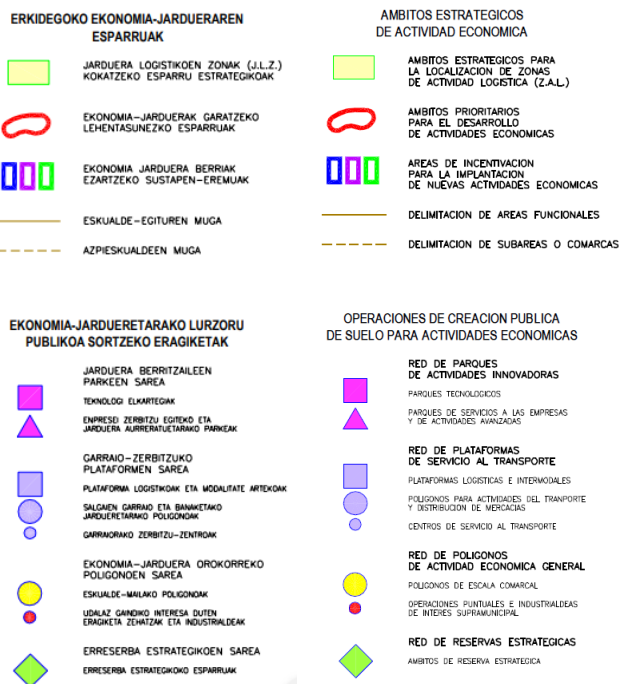 ERKIDEGOKO EKONOMIA-JARDUERAREN
ESPARRUAK
JARDUERA LOGISTIKOEN ZONAK (J.L.Z.)
KOKATZEKO ESPARRU ESTRATEGIKOAK
EKONOMIA-JARDUERAK GARATZEKO
LEHENTASUNEZKO ESPARRUAK
EKONOMIA JARDUERA BERRIAK
EZARTZEKO SUSTAPEN-EREMUAK
ESKUALDE-EGITUREN MUGA
AZPIESKUALDEEN MUGA
EKONOMIA-JARDUERETARAKO LURZORU
PUBLIKOA SORTZEKO ERAGIKETAK
JARDUERA BERRITZAILEEN
PARKEEN SAREA
TEKNOLOGI ELKARTEGIAK
ENPRESEI ZERBITZU EGITEKO ETA
JARDUERA AURRERATUETARAKO PARKEAK
GARRAIO-ZERBITZUKO
PLATAFORMEN SAREA
PLATAFORMA LOGISTIKOAK ETA MODALITATE ARTEKOAK
SALGAIEN GARRAIO ETA BANAKETAKO
JARDUERETARAKO POLIGONOAK
GARRAIORAKO ZERBITZU-ZENTROAK
EKONOMIA-JARDUERA OROKORREKO
POLIGONOEN SAREA
ESKUALDE-MAILAKO POLIGONOAK
UDALAZ GAINDIKO INTERESA DUTEN
ERAGIKETA ZEHATZAK ETA INDUSTRIALDEAK
ERRESERBA ESTRATEGIKOEN SAREA
ERRESERBA ESTRATEGIKOKO ESPARRUAK
AMBITOS ESTRATEGICOS
DE ACTIVIDAD ECONOMICA
AMBITOS ESTRATEGICOS PARA
LA LOCALIZACION DE ZONAS
DE ACTIVIDAD LOGISTICA (Z.A.L.)
AMBITOS PRIORITARIOS
PARA EL DESARROLLO
DE ACTIVIDADES ECONOMICAS
AREAS DE INCENTIVACION
PARA LA IMPLANTACION
DE NUEVAS ACTIVIDADES ECONOMICAS
DELIMITACION DE AREAS FUNCIONALES
DELIMITACION DE SUBAREAS O COMARCAS
OPERACIONES DE CREACION PUBLICA
DE SUELO PARA ACTIVIDADES ECONOMICAS
RED DE PARQUES
DE ACTIVIDADES INNOVADORAS
PARQUES TECNOLOGICOS
PARQUES DE SERVICIOS A LAS EMPRESAS
Y DE ACTIVIDADES AVANZADAS
RED DE PLATAFORMAS
DE SERVICIO AL TRANSPORTE
PLATAFORMAS LOGISTICAS E INTERMODALES
POLIGONOS PARA ACTIVIDADES DEL TRANPORTE
Y DISTRIBUCION DE MERCACIAS
CENTROS DE SERVICIO AL TRANSPORTE
RED DE POLIGONOS
DE ACTIVIDAD ECONOMICA GENERAL
POLIGONOS DE ESCALA COMARCAL
OPERACIONES PUNTUALES E INDUSTRIALDEAS
DE INTERES SUPRAMUNICIPAL
RED DE RESERVAS ESTRATEGICAS
AMBITOS DE RESERVA ESTRATEGICA